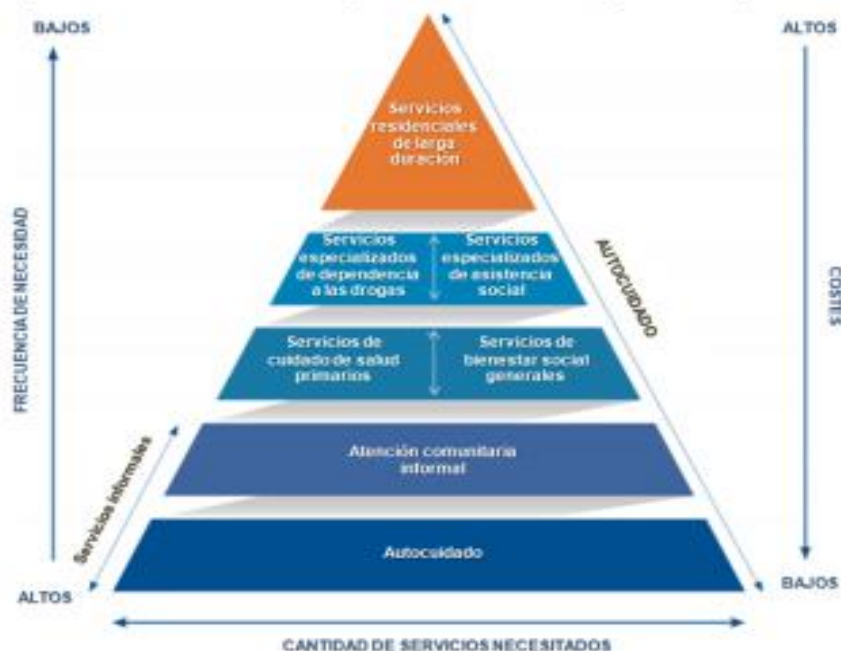 BAJOS
ALTOS
Servicios
residenciales
de larga
duración
Servicios
especializados
de dependencia
a las drogas
Servicios
especializados
de asistencia
social
AUTOCUIDADO
FRECUENCIA DE NECESIDAD
COSTES
Servicios de
cuidado de salud
primarios
Servicios de
bienestar social
generales
Servicios informales
Atención comunitaria
informal
Autocuidado
ALTOS
BAJOS
CANTIDAD DE SERVICIOS NECESITADOS